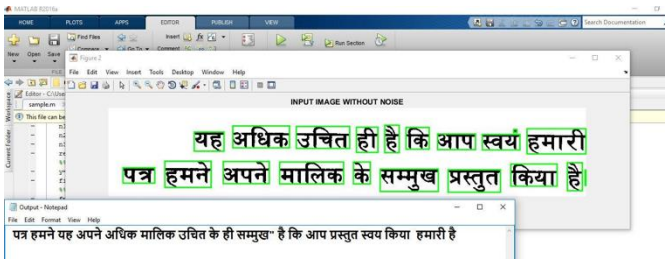 MATLAB R2016a
HOME PLOTS APPS EDITOR PUBLISH VIEW
Search Documentation
New Open Save Find Files Insert Run Section
Compare Go To Comment
FILE
Figure 2
File Edit View Insert Tools Desktop Window Help
Editor - C:\Use
sample.m
This file can be
Workspace
Current Folder
INPUT IMAGE WITHOUT NOISE
यह अधिक उचित ही है कि आप स्वयं हमारी
पत्र हमने अपने मालिक के सम्मुख प्रस्तुत किया है
Output - Notepad
File Edit Format View Help
पत्र हमने यह अपने अधिक मालिक उचित के ही सम्मुख" है कि आप प्रस्तुत स्वय किया हमारी है